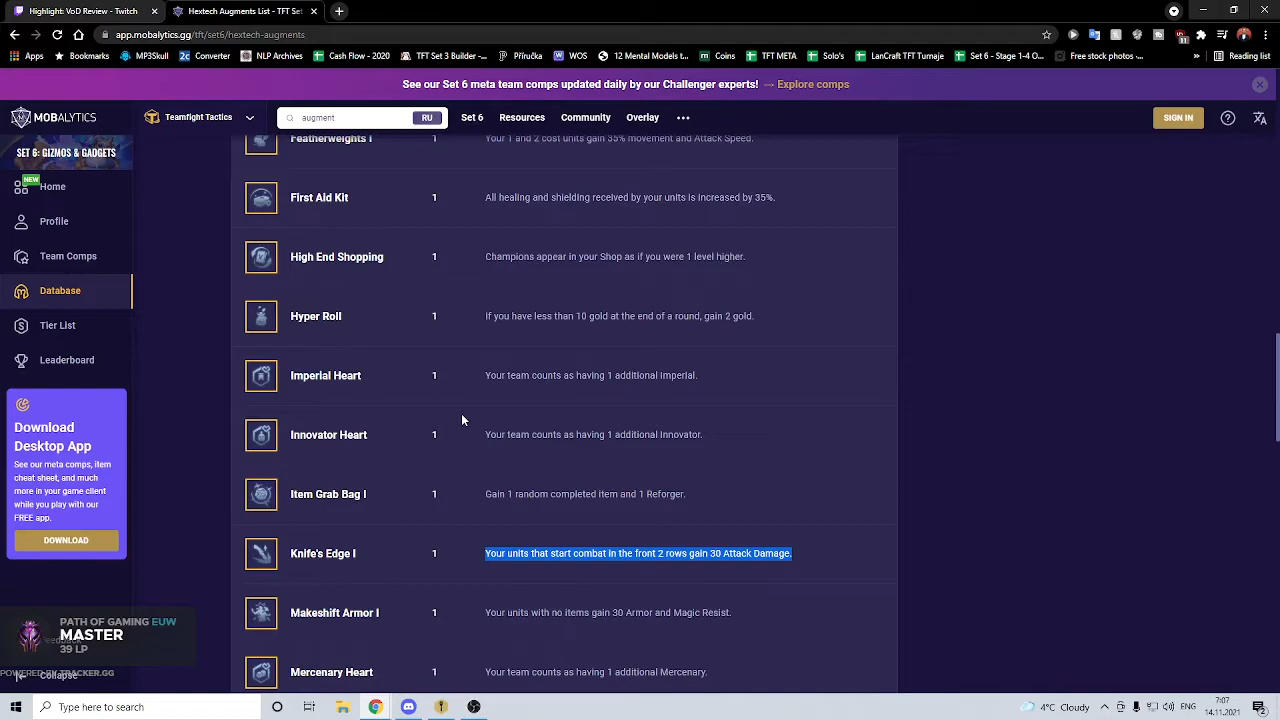 Highlights VOD Review - Twitch
Hextech Augments List - TFT Set
app.mobalytics.gg/tft/set6/hextech-augments
Apps
Bookmarks
MP3Skull
Converter
NLP Archives
Cash Flow - 2020
TFT Set 3 Builder -...
Příručka
WOS
12 Mental Models t...
Coins
TFT META
Solo's
LanCraft TFT Tumaje
Set 6 - Stage 1-4 O...
Free stock photos -...
»
Reading list
See our Set 6 meta team comps updated daily by our Challenger experts! → Explore comps
MOBALYTICS
Teamfight Tactics
augment
RU
Set 6
Resources
Community
Overlay
SIGN IN
SET 6: GIZMOS & GADGETS
NEW
Home
Profile
Team Comps
Database
Tier List
Leaderboard
Download
Desktop App
See our meta comps, item
cheat sheet, and much
more in your game client
while you play with our
FREE app.
DOWNLOAD
Featherweights I 1 Your 1 and 2 cost units gain 35% movement and Attack Speed.
First Aid Kit 1 All healing and shielding received by your units is increased by 35%.
High End Shopping 1 Champions appear in your Shop as if you were 1 level higher.
Hyper Roll 1 If you have less than 10 gold at the end of a round, gain 2 gold.
Imperial Heart 1 Your team counts as having 1 additional Imperial.
Innovator Heart 1 Your team counts as having 1 additional Innovator.
Item Grab Bag I 1 Gain 1 random completed item and 1 Reforger.
Knife's Edge I 1 Your units that start combat in the front 2 rows gain 30 Attack Damage.
Makeshift Armor I 1 Your units with no items gain 30 Armor and Magic Resist.
Mercenary Heart 1 Your team counts as having 1 additional Mercenary.
PATH OF GAMING EUW
MASTER
39 LP
Feedback
POWERED BY TRACKER.GG
Collapse
Type here to search
4°C Cloudy
ENG
7:07
14.11.2021
2